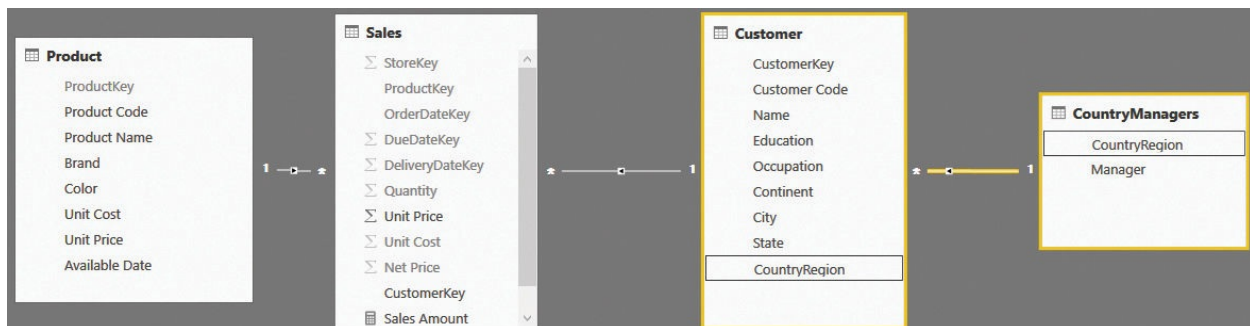 Product
ProductKey
Product Code
Product Name
Brand
Color
Unit Cost
Unit Price
Available Date
1
*
Sales
StoreKey
ProductKey
OrderDateKey
DueDateKey
DeliveryDateKey
Quantity
Unit Price
Unit Cost
Net Price
CustomerKey
Sales Amount
*
1
Customer
CustomerKey
Customer Code
Name
Education
Occupation
Continent
City
State
CountryRegion
*
1
CountryManagers
CountryRegion
Manager